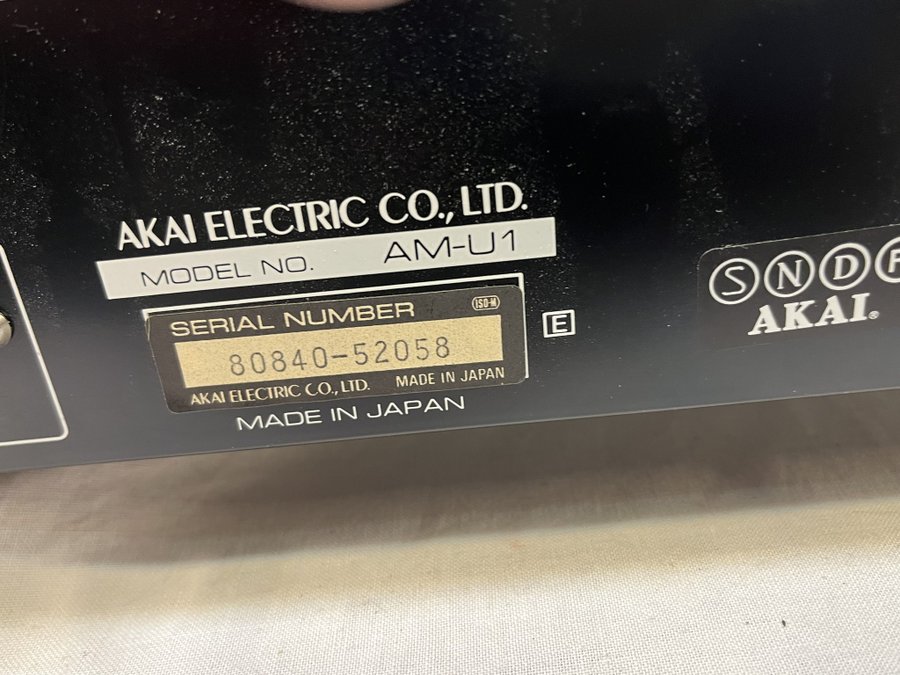 AKAI ELECTRIC CO., LTD.
MODEL NO. AM-U1
SERIAL NUMBER ISO-M
80840-52058
AKAI ELECTRIC CO., LTD. MADE IN JAPAN
MADE IN JAPAN
E
S N D F
AKAI®